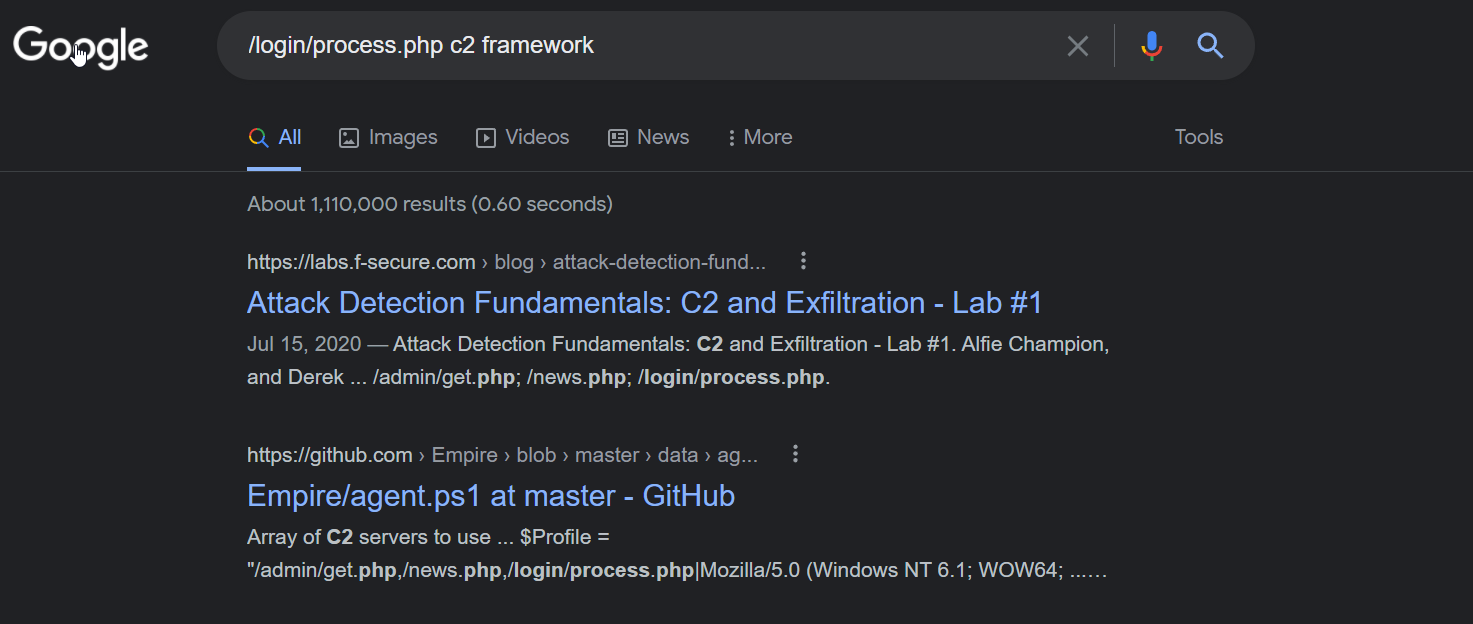 Google
/login/process.php c2 framework
All
Images
Videos
News
More
Tools
About 1,110,000 results (0.60 seconds)
https://labs.f-secure.com › blog › attack-detection-fund...
Attack Detection Fundamentals: C2 and Exfiltration - Lab #1
Jul 15, 2020 — Attack Detection Fundamentals: C2 and Exfiltration - Lab #1. Alfie Champion,
and Derek ... /admin/get.php; /news.php; /login/process.php.
https://github.com › Empire › blob › master › data › ag...
Empire/agent.ps1 at master - GitHub
Array of C2 servers to use ... $Profile =
"/admin/get.php,/news.php,/login/process.php|Mozilla/5.0 (Windows NT 6.1; WOW64; ......